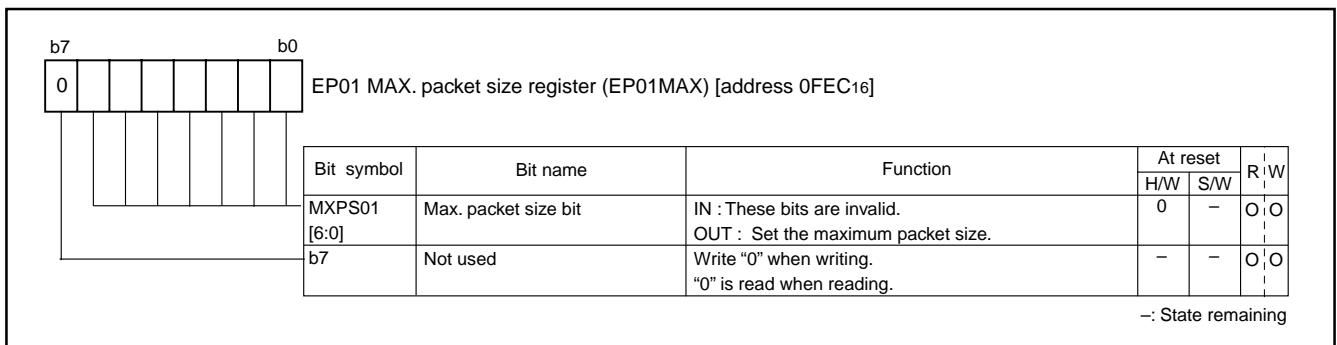 b7 b0
0 EP01 MAX. packet size register (EP01MAX) [address 0FEC16]
Bit symbol Bit name Function At reset R W
H/W S/W
MXPS01 Max. packet size bit IN : These bits are invalid. 0 – O O
[6:0] OUT : Set the maximum packet size.
b7 Not used Write “0” when writing. – – O O
“0” is read when reading.
–: State remaining